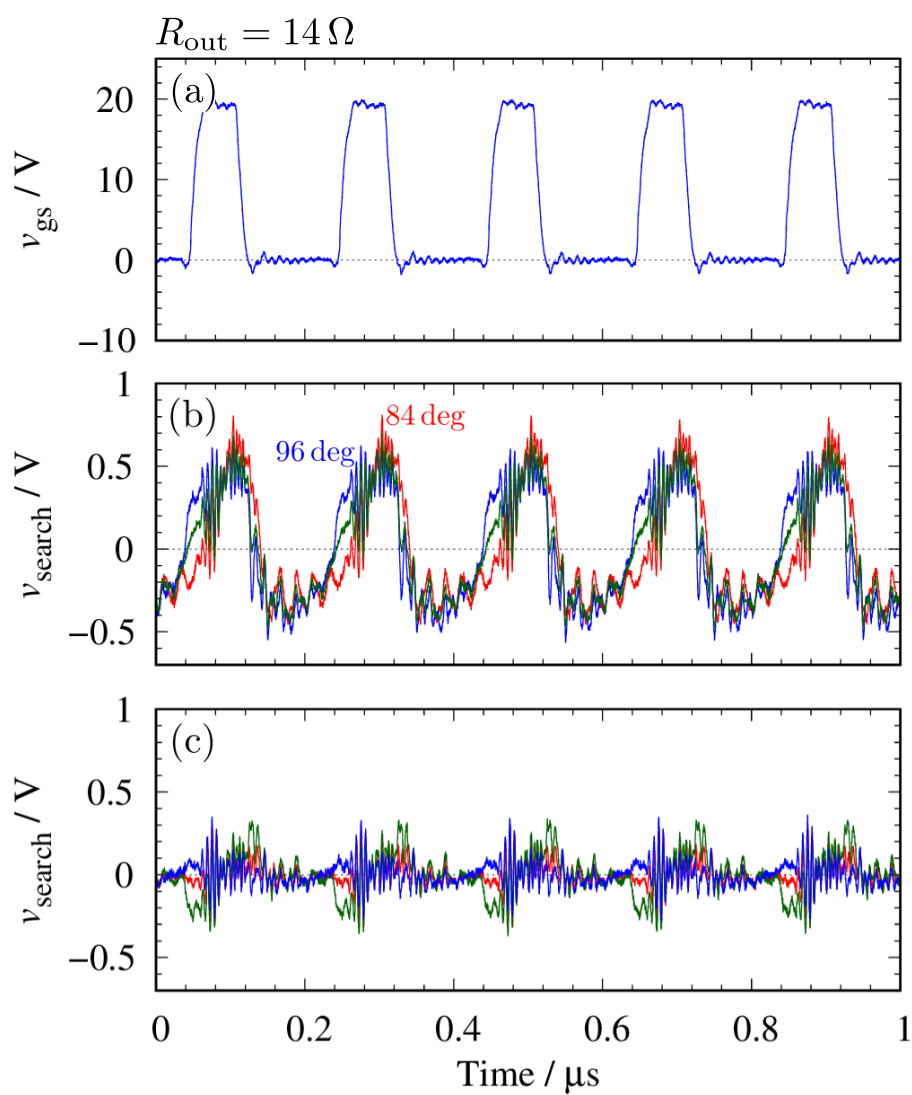 R_out = 14 Ω
(a)
20
10
0
−10
v_gs / V
(b)
84 deg
96 deg
1
0.5
0
−0.5
v_search / V
(c)
1
0.5
0
−0.5
v_search / V
0 0.2 0.4 0.6 0.8 1
Time / μs